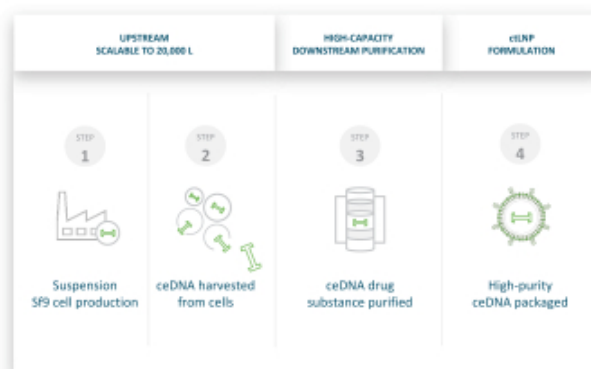 UPSTREAM
SCALABLE TO 20,000 L
HIGH-CAPACITY
DOWNSTREAM PURIFICATION
ctLNP
FORMULATION
STEP
1
STEP
2
STEP
3
STEP
4
Suspension
Sf9 cell production
ceDNA harvested
from cells
ceDNA drug
substance purified
High-purity
ceDNA packaged